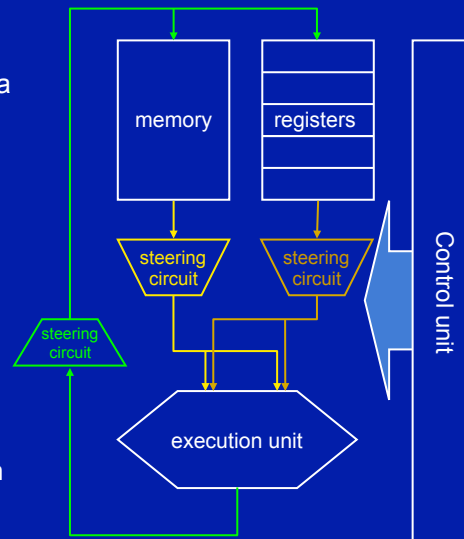 a
memory
registers
steering
circuit
steering
circuit
Control unit
steering
circuit
execution unit